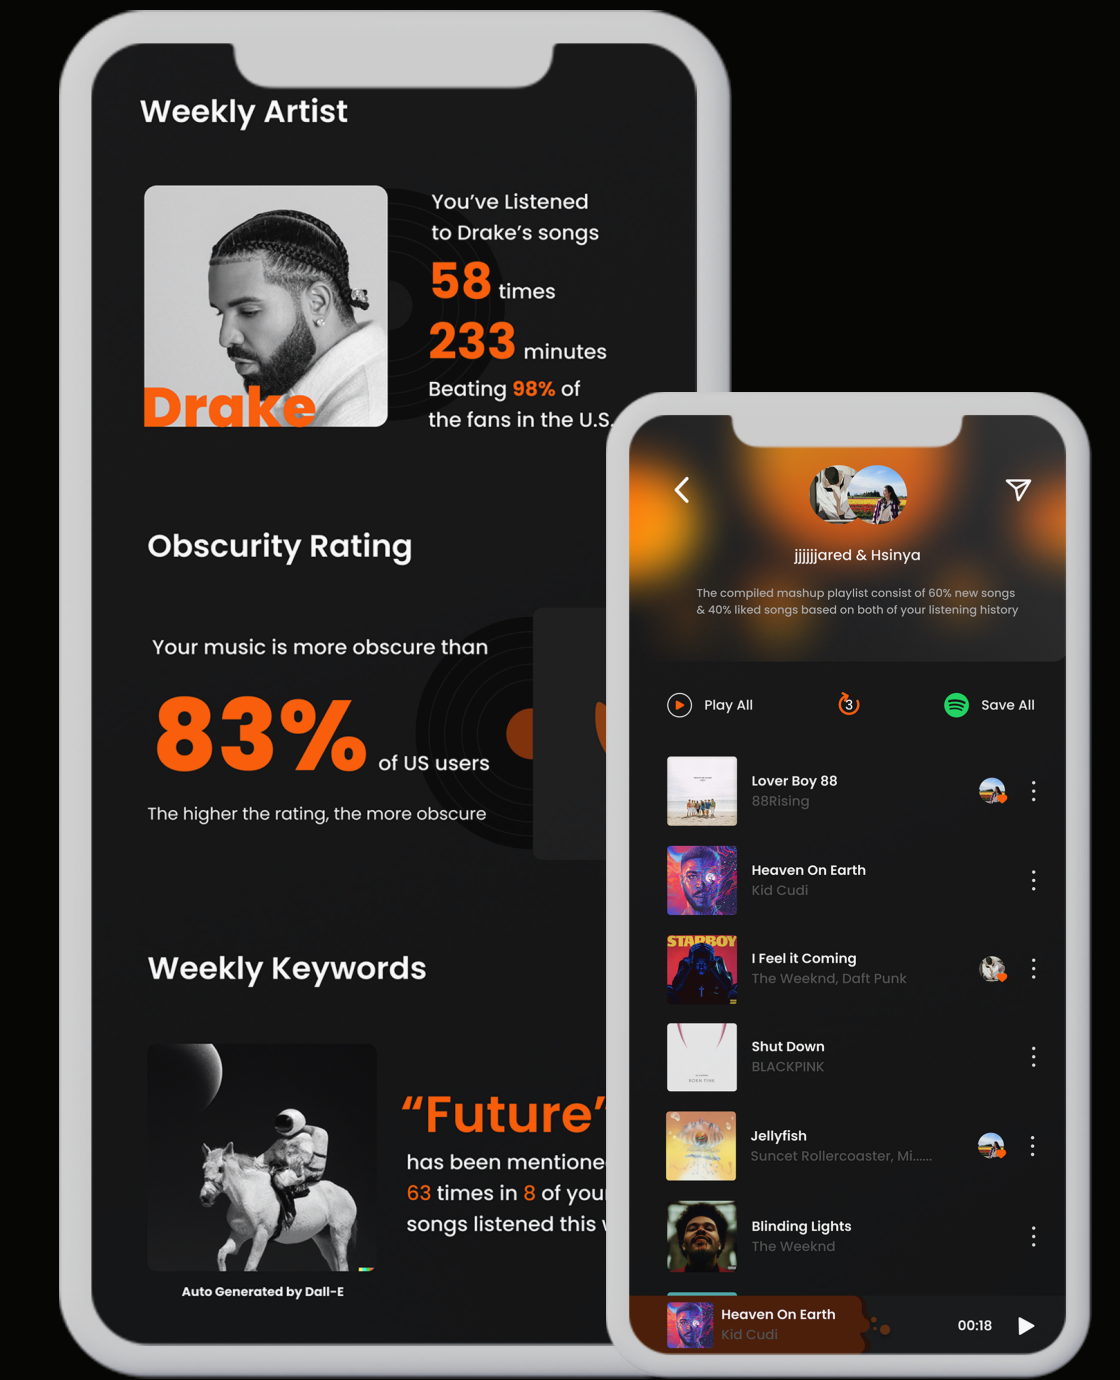 Weekly Artist
You’ve Listened
to Drake’s songs
58 times
233 minutes
Beating 98% of
the fans in the U.S.
Drake
Obscurity Rating
Your music is more obscure than
83% of US users
The higher the rating, the more obscure
Weekly Keywords
“Future”
has been mentione
63 times in 8 of your
songs listened this
Auto Generated by Dall-E
jjjjjjared & Hsinya
The compiled mashup playlist consist of 60% new songs
& 40% liked songs based on both of your listening history
Play All
3
Save All
Lover Boy 88
88Rising
Heaven On Earth
Kid Cudi
STARBOY
I Feel it Coming
The Weeknd, Daft Punk
Shut Down
BLACKPINK
BORN PINK
Jellyfish
Suncet Rollercoaster, Mi......
Blinding Lights
The Weeknd
Heaven On Earth
Kid Cudi
00:18